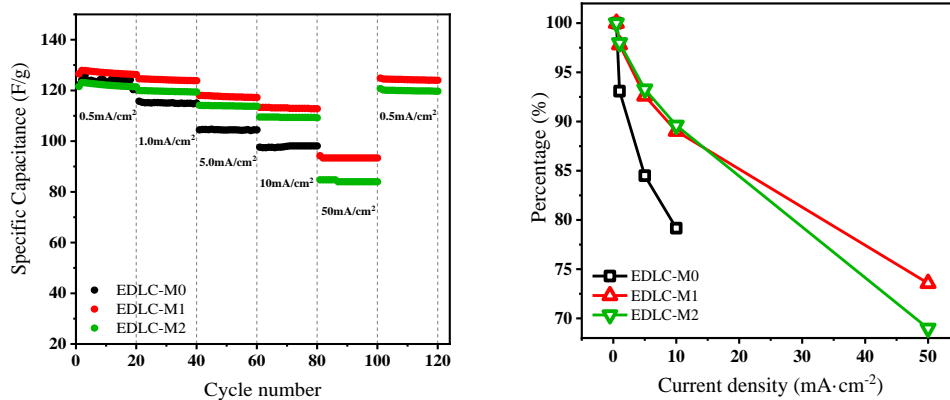 160
140
120
100
80
60
40
20
0 20 40 60 80 100 120
Specific Capacitance (F/g)
Cycle number
0.5mA/cm²
1.0mA/cm²
5.0mA/cm²
10mA/cm²
50mA/cm²
0.5mA/cm²
EDLC-M0
EDLC-M1
EDLC-M2
100
95
90
85
80
75
70
0 10 20 30 40 50
Percentage (%)
Current density (mA·cm⁻²)
EDLC-M0
EDLC-M1
EDLC-M2